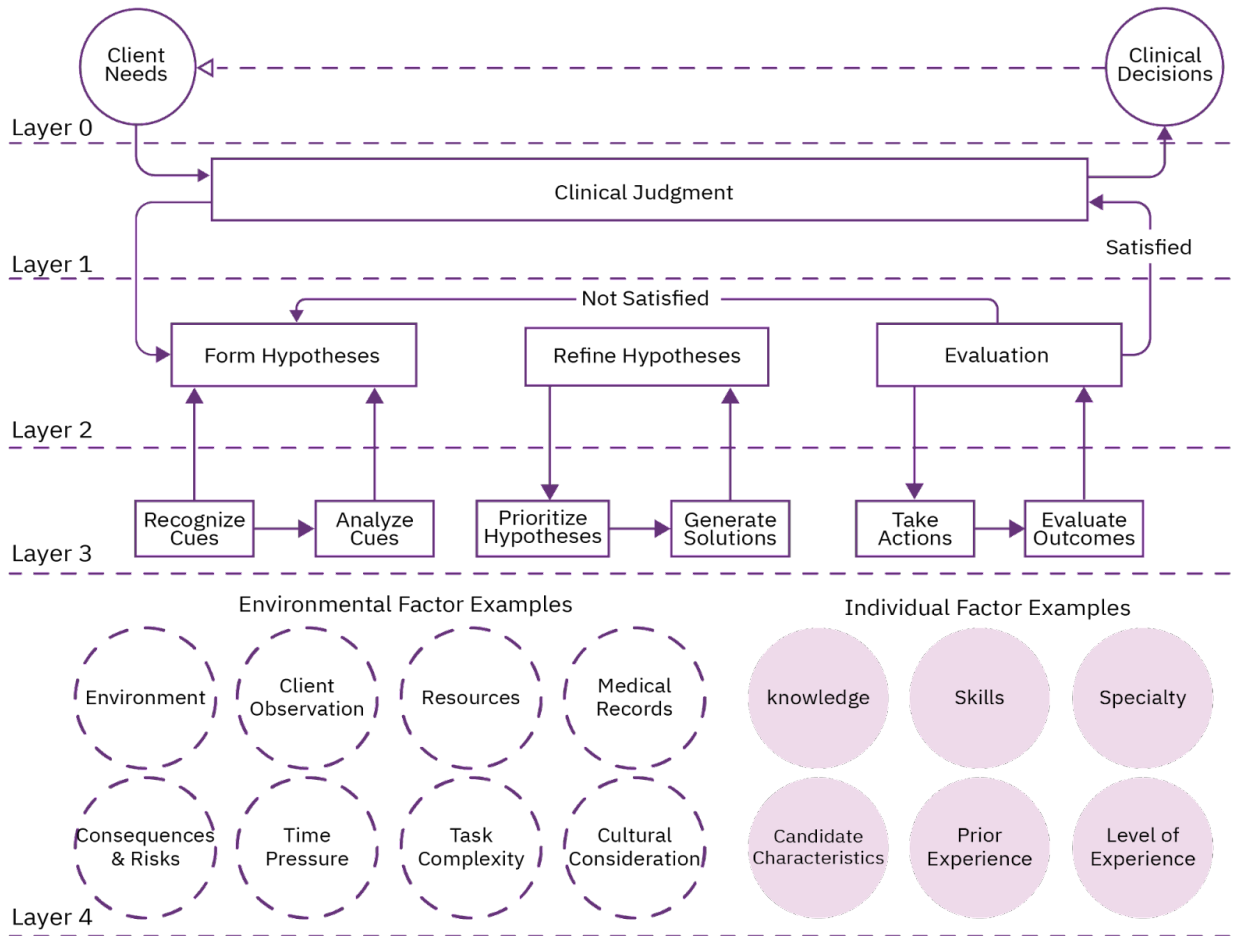 Client
Needs
Clinical
Decisions
Layer 0
Clinical Judgment
Satisfied
Layer 1
Not Satisfied
Form Hypotheses
Refine Hypotheses
Evaluation
Layer 2
Recognize
Cues
Analyze
Cues
Prioritize
Hypotheses
Generate
Solutions
Take
Actions
Evaluate
Outcomes
Layer 3
Environmental Factor Examples
Individual Factor Examples
Environment
Client
Observation
Resources
Medical
Records
knowledge
Skills
Specialty
Consequences
& Risks
Time
Pressure
Task
Complexity
Cultural
Consideration
Candidate
Characteristics
Prior
Experience
Level of
Experience
Layer 4